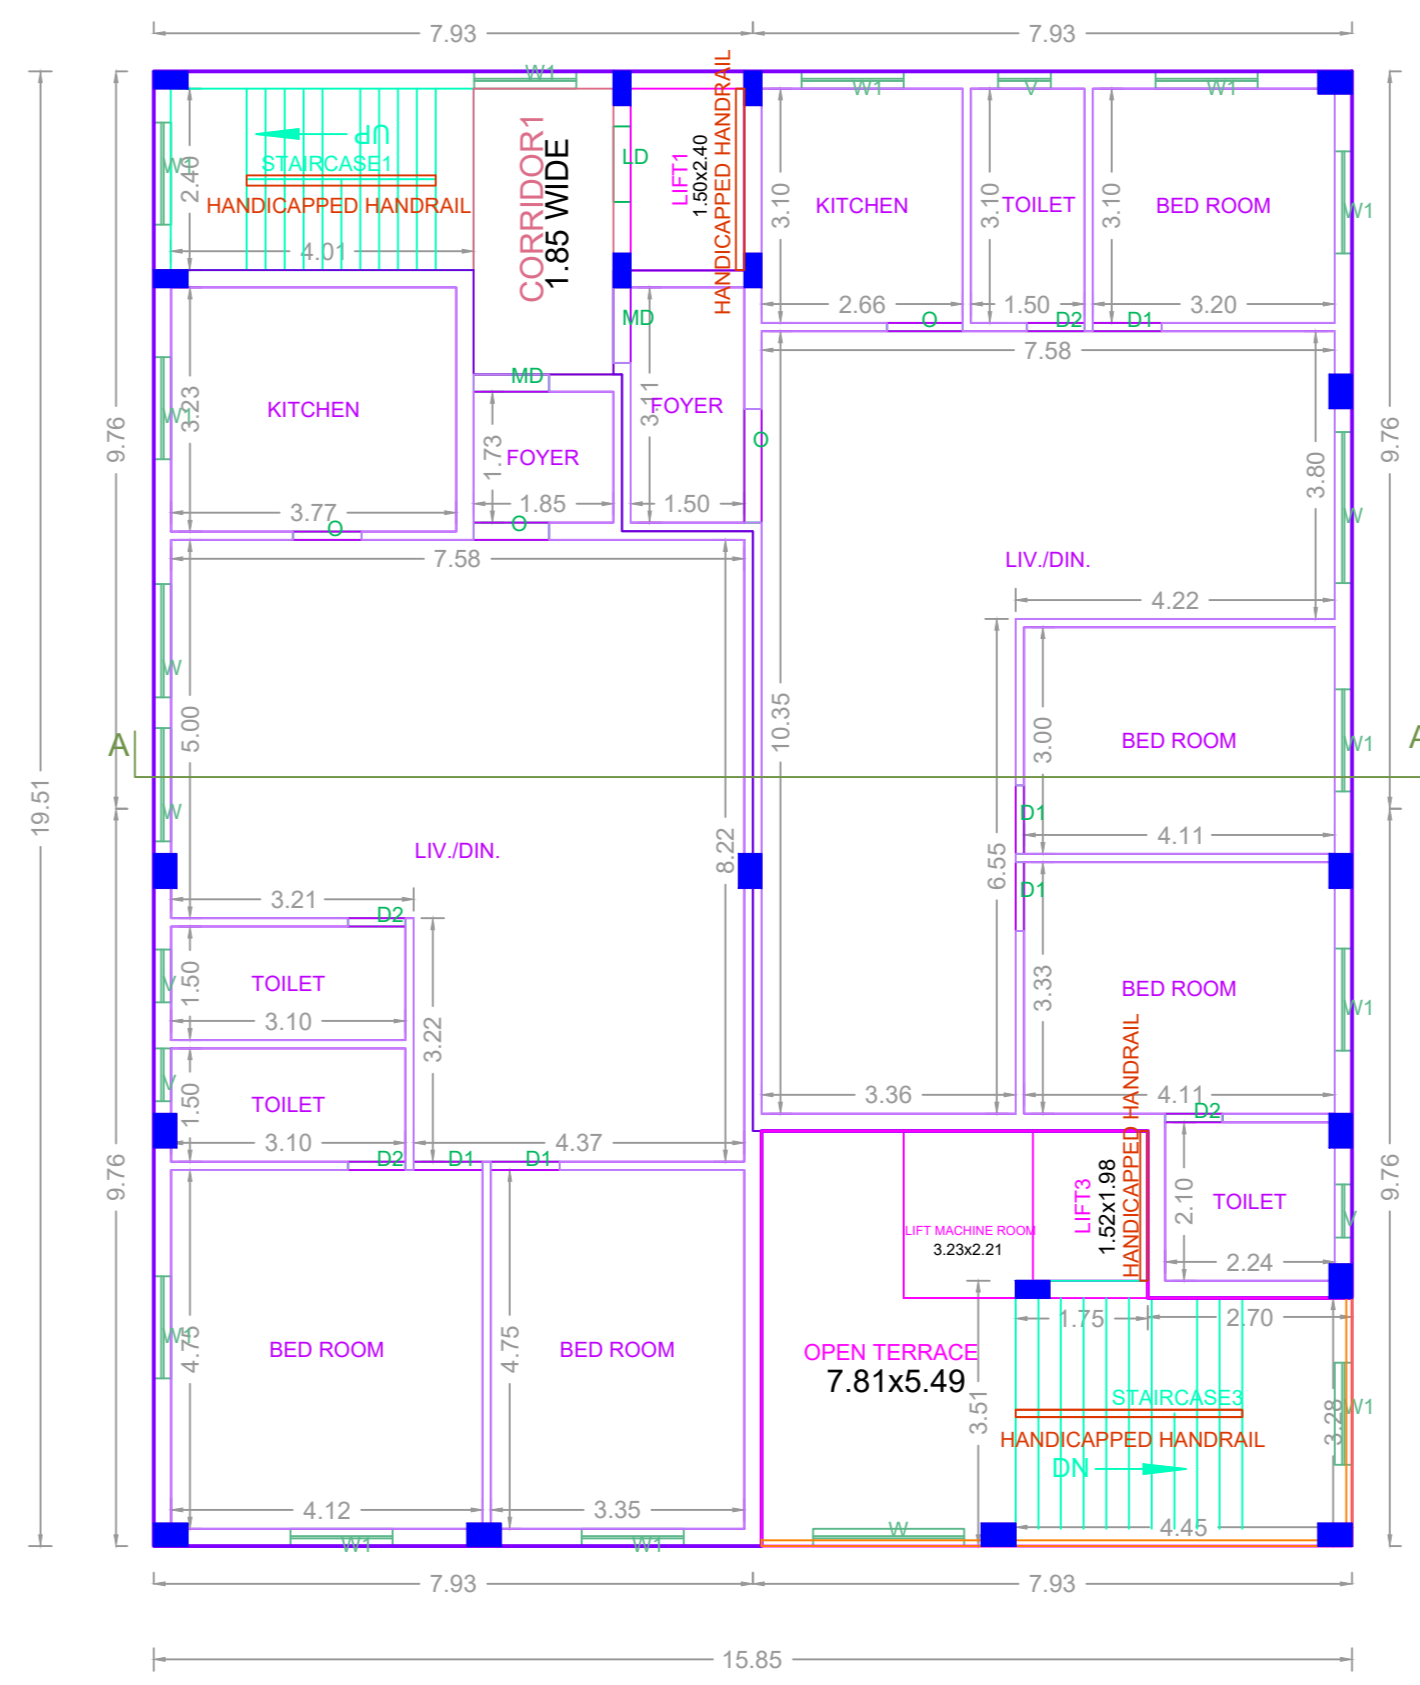 7.93
7.93
W1
W1
V
W1
UP
STAIRCASE1
HANDICAPPED HANDRAIL
W1
2.40
4.01
CORRIDOR1
1.85 WIDE
LD
LIFT1
1.50x2.40
HANDICAPPED HANDRAIL
3.10
KITCHEN
2.66
O
3.10
TOILET
1.50
D2
3.10
BED ROOM
3.20
D1
W1
9.76
W1
3.23
KITCHEN
3.77
O
MD
MD
1.73
FOYER
1.85
O
3.11
FOYER
1.50
O
7.58
3.80
W
9.76
7.58
LIV./DIN.
4.22
W
5.00
10.35
3.00
BED ROOM
W1
A
A
19.51
W
D1
4.11
LIV./DIN.
8.22
6.55
D1
3.21
D2
V
1.50
TOILET
3.10
3.22
3.33
BED ROOM
W1
V
1.50
TOILET
3.10
4.37
3.36
4.11
D2
D2
D1
D1
HANDICAPPED HANDRAIL
9.76
9.76
LIFT MACHINE ROOM
3.23x2.21
LIFT3
1.52x1.98
2.10
TOILET
2.24
V
W1
4.75
BED ROOM
4.12
4.75
BED ROOM
3.35
OPEN TERRACE
7.81x5.49
1.75
2.70
3.51
STAIRCASE3
HANDICAPPED HANDRAIL
DN
3.28
W1
4.45
W1
W1
W
7.93
7.93
15.85